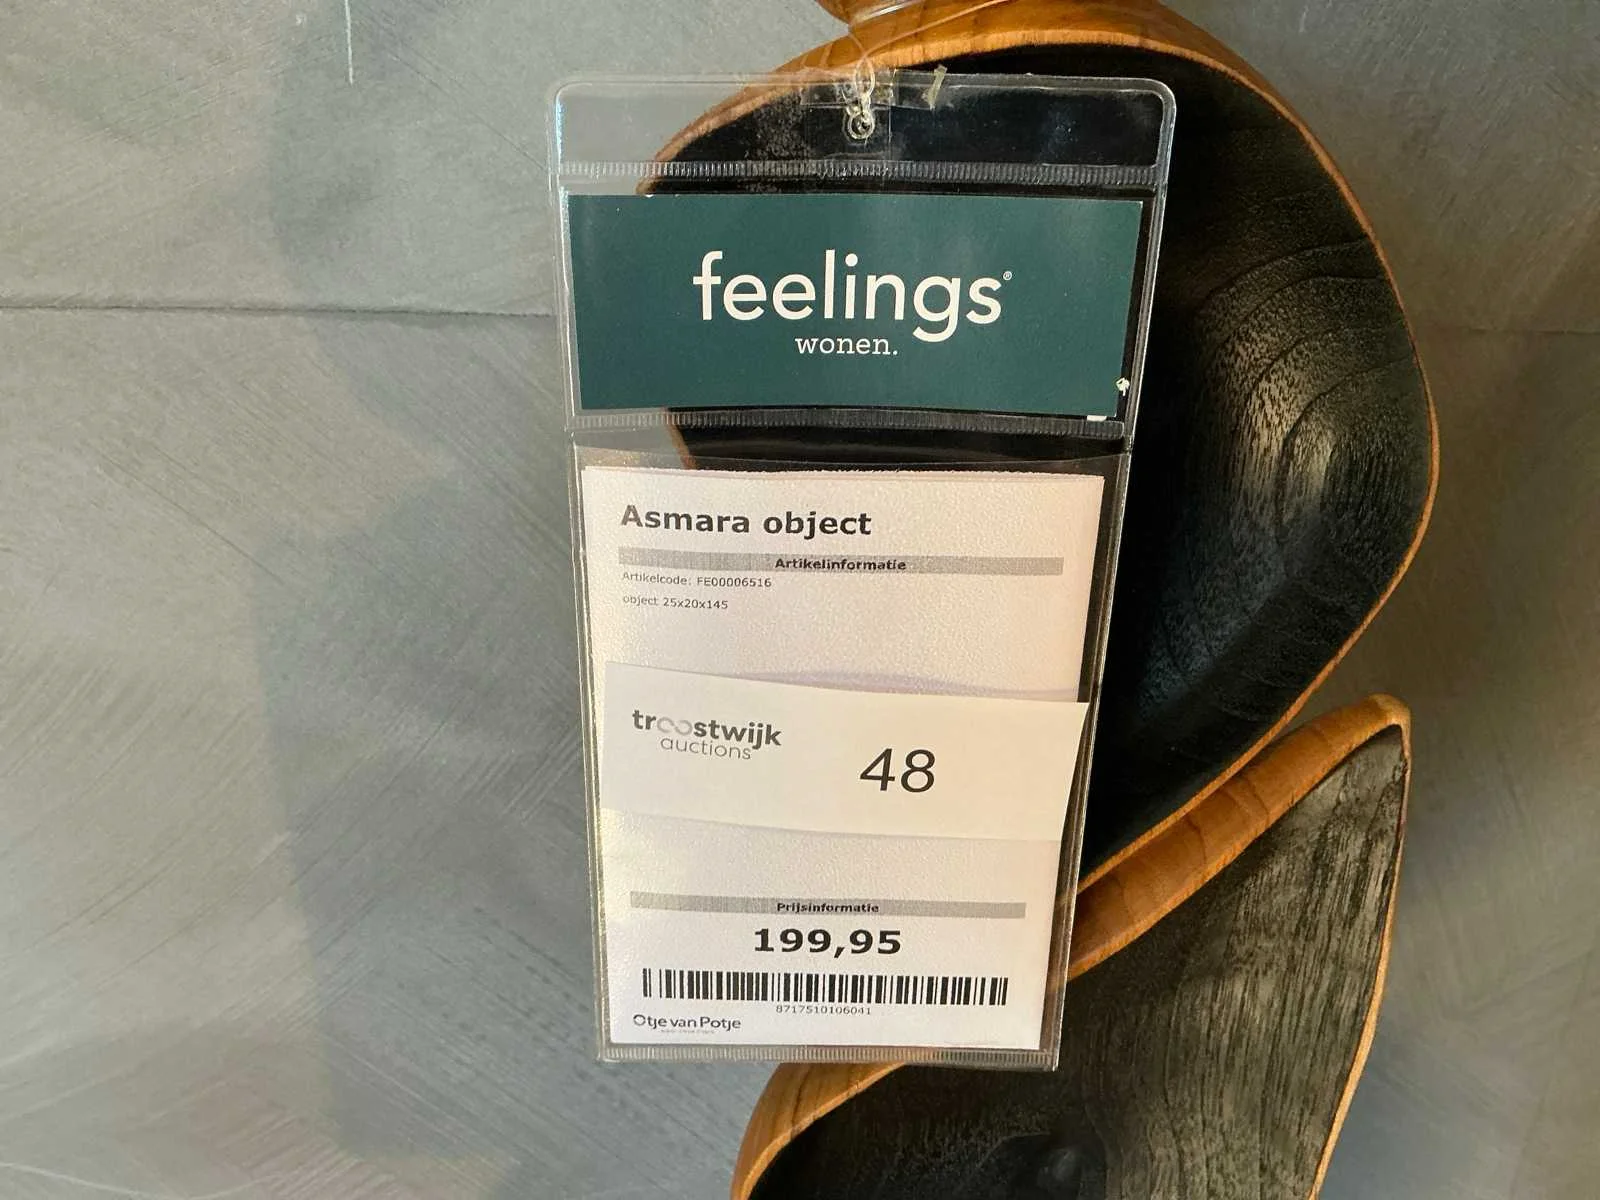 feelings®
wonen.
Asmara object
Artikelinformatie
Artikelcode: FE00006516
object 25x20x145
troostwijk
auctions
48
Prijsinformatie
199,95
8717510106041
Otje van Potje